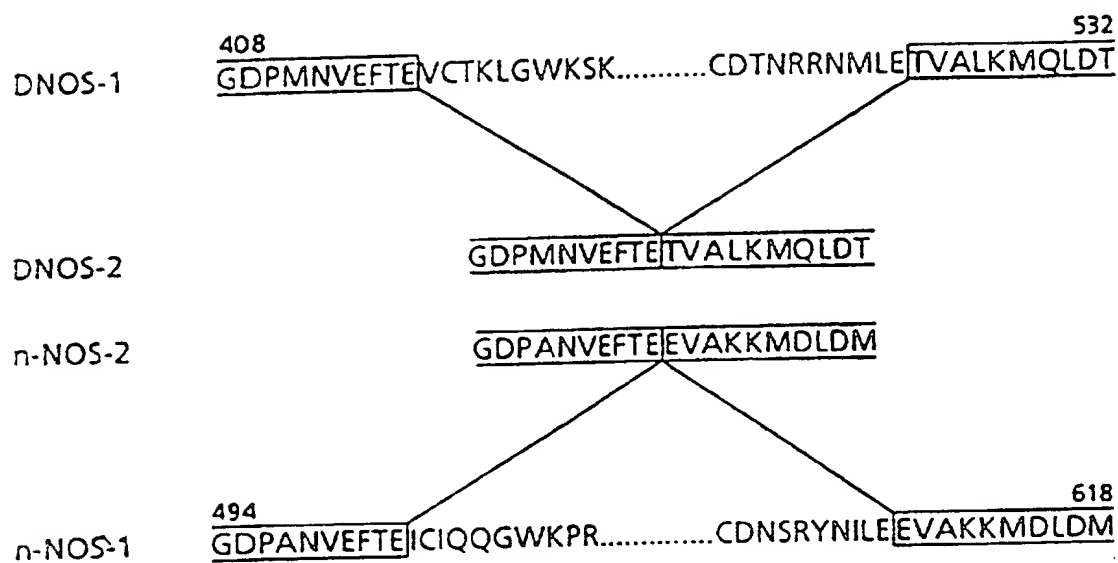 408 532
DNOS-1 GDPMNVEFTEVCTKLGWKSK...........CDTNRRNMLETVALKMQLDT
DNOS-2 GDPMNVEFTETVALKMQLDT
n-NOS-2 GDPANVEFTEEVAKKMDLDM
494 618
n-NOS-1 GDPANVEFTEICIQQGWKPR..............CDNSRYNILEEVAKKMDLDM